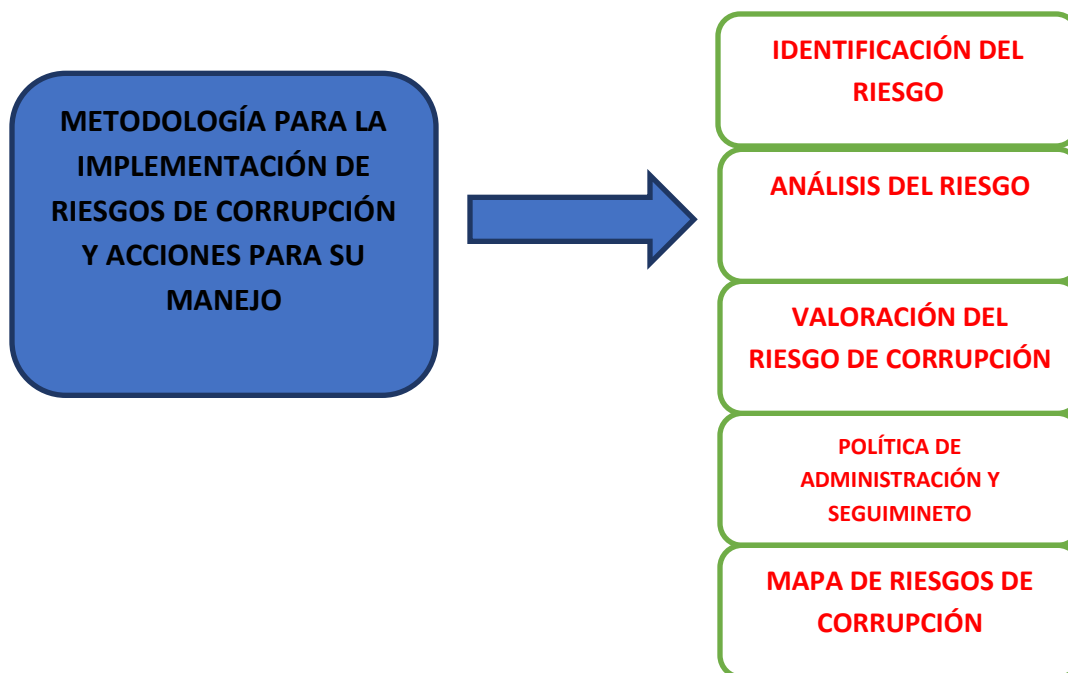 METODOLOGÍA PARA LA
IMPLEMENTACIÓN DE
RIESGOS DE CORRUPCIÓN
Y ACCIONES PARA SU
MANEJO
IDENTIFICACIÓN DEL
RIESGO
ANÁLISIS DEL RIESGO
VALORACIÓN DEL
RIESGO DE CORRUPCIÓN
POLÍTICA DE
ADMINISTRACIÓN Y
SEGUIMINETO
MAPA DE RIESGOS DE
CORRUPCIÓN